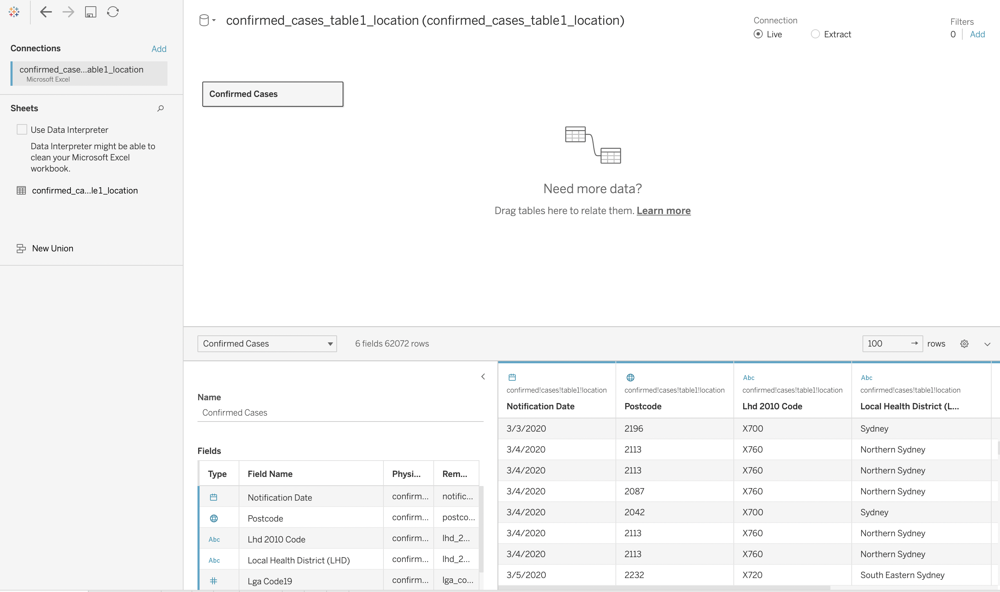 confirmed_cases_table1_location (confirmed_cases_table1_location)
Connection
Live
Extract
Filters
0
Add
Connections
Add
confirmed_case...able1_location
Microsoft Excel
Sheets
Use Data Interpreter
Data Interpreter might be able to
clean your Microsoft Excel
workbook.
confirmed_ca...le1_location
New Union
Confirmed Cases
Need more data?
Drag tables here to relate them. Learn more
Confirmed Cases
6 fields 62072 rows
100 → rows
Name
Confirmed Cases
Fields
Type Field Name Physi... Rem...
Notification Date confirm... notific...
Postcode confirm... postco...
Abc Lhd 2010 Code confirm... lhd_2...
Abc Local Health District (LHD) confirm... lhd_2...
# Lga Code19 confirm... lga_co...
Abc Abc
confirmed!cases!table1!location confirmed!cases!table1!location confirmed!cases!table1!location confirmed!cases!table1!location
Notification Date Postcode Lhd 2010 Code Local Health District (L...
3/3/2020 2196 X700 Sydney
3/4/2020 2113 X760 Northern Sydney
3/4/2020 2113 X760 Northern Sydney
3/4/2020 2087 X760 Northern Sydney
3/4/2020 2042 X700 Sydney
3/4/2020 2113 X760 Northern Sydney
3/4/2020 2113 X760 Northern Sydney
3/5/2020 2232 X720 South Eastern Sydney